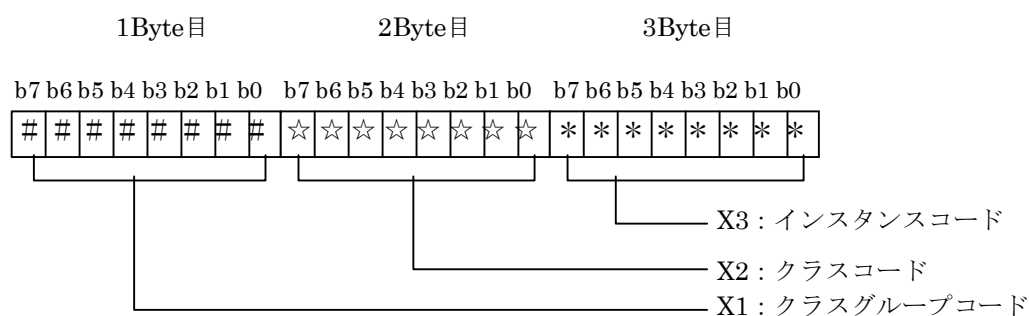 1Byte目 2Byte目 3Byte目
b7 b6 b5 b4 b3 b2 b1 b0 b7 b6 b5 b4 b3 b2 b1 b0 b7 b6 b5 b4 b3 b2 b1 b0
# # # # # # # # ☆ ☆ ☆ ☆ ☆ ☆ ☆ ☆ * * * * * * * *
X3：インスタンスコード
X2：クラスコード
X1：クラスグループコード